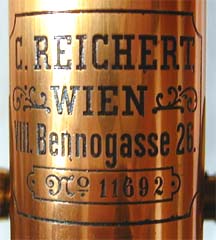 C. REICHERT.
WIEN
VIII. Bennogasse 26.
No 11692